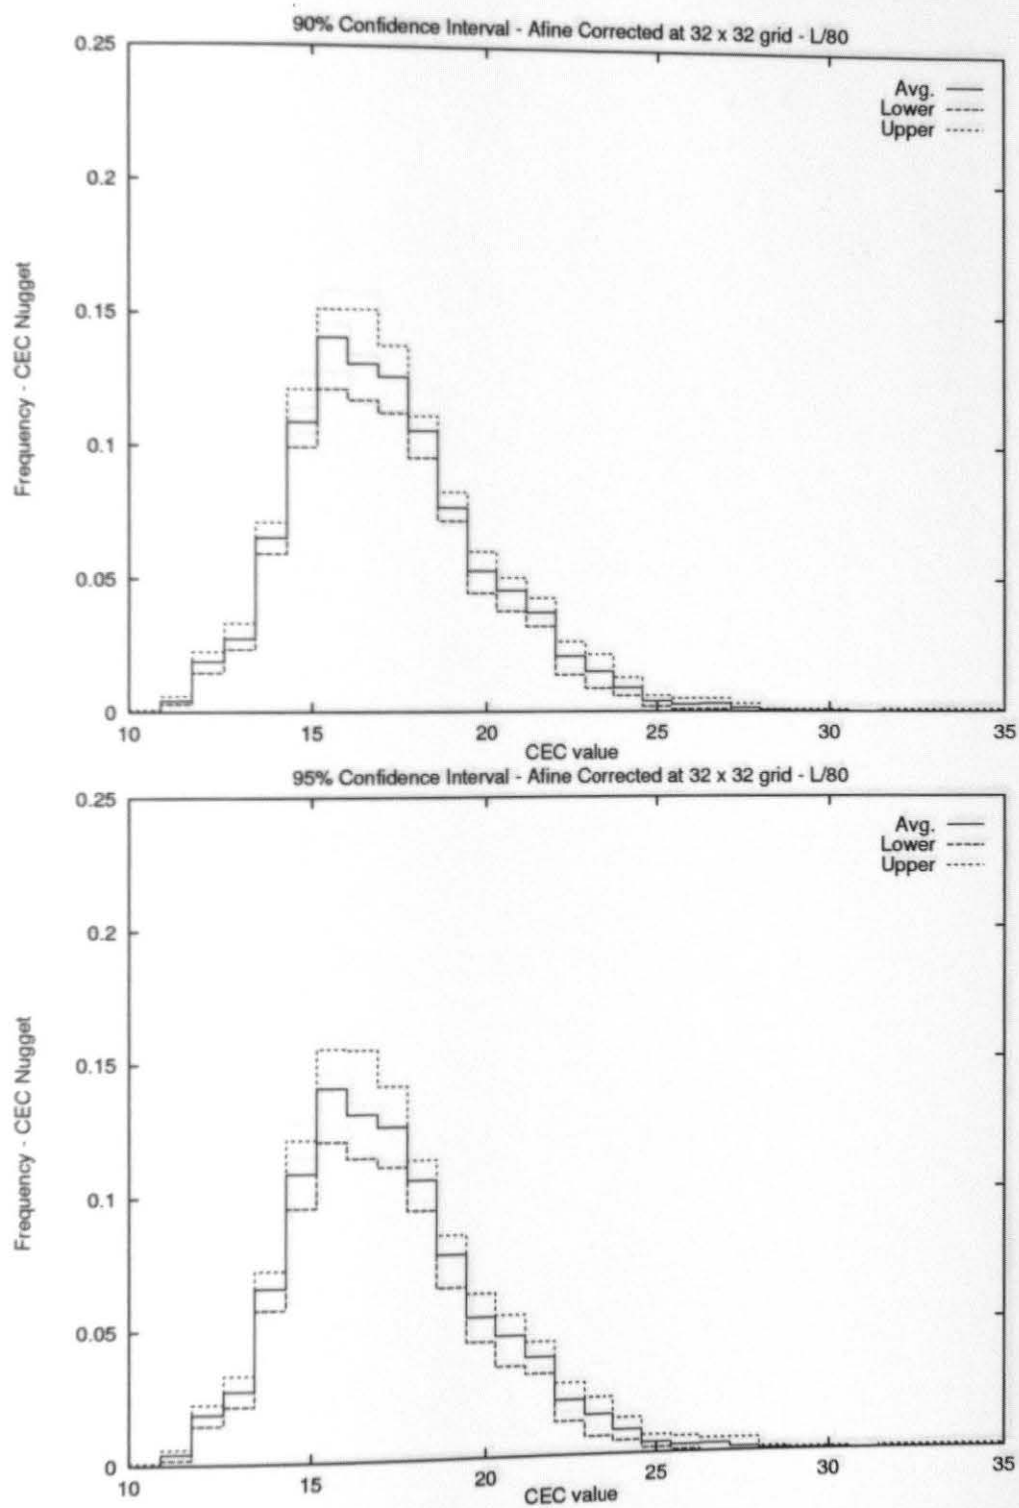 90% Confidence Interval - Afine Corrected at 32 x 32 grid - L/80
0.25
0.2
0.15
0.1
0.05
0
Frequency - CEC Nugget
Avg.
Lower
Upper
10 15 20 25 30 35
CEC value
95% Confidence Interval - Afine Corrected at 32 x 32 grid - L/80
0.25
0.2
0.15
0.1
0.05
0
Frequency - CEC Nugget
Avg.
Lower
Upper
10 15 20 25 30 35
CEC value